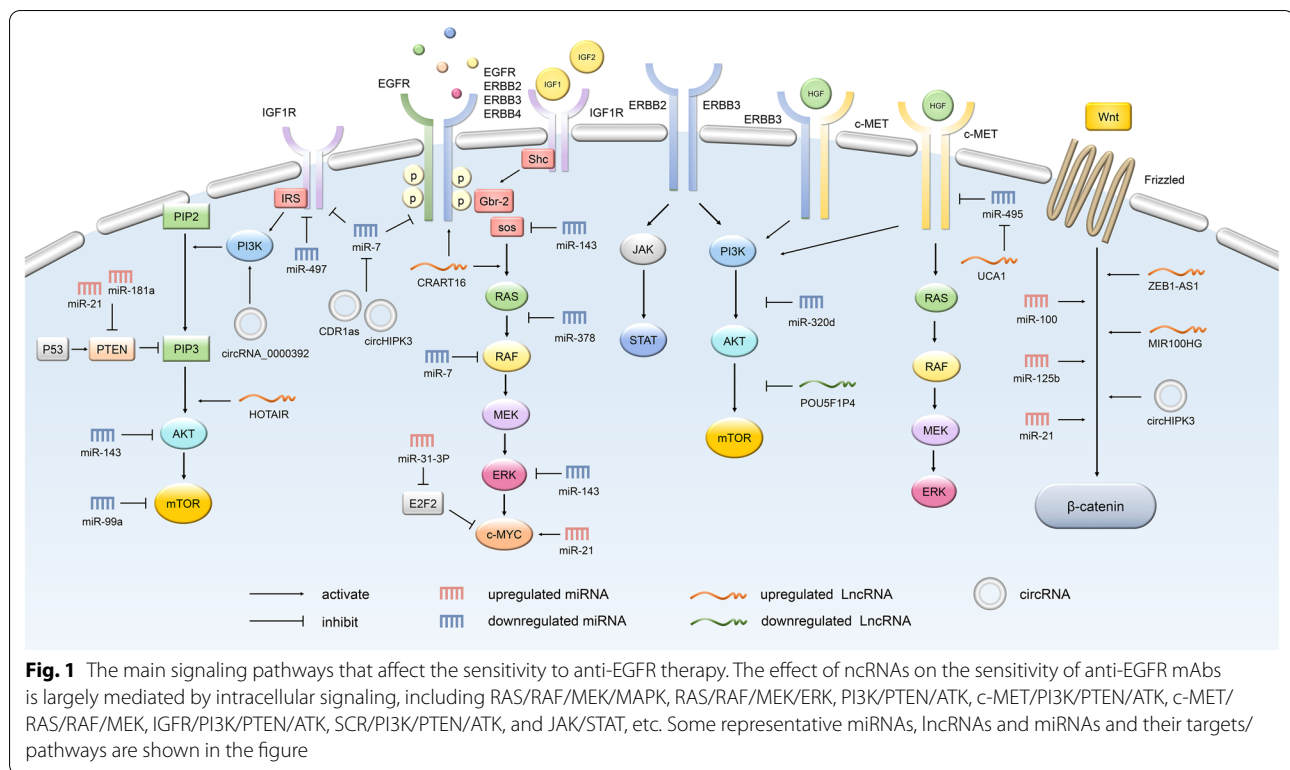 IGF2
EGFR
EGFR
ERBB2
ERBB3
ERBB4
IGF1
IGF1R
ERBB2
ERBB3
ERBB3
HGF
c-MET
HGF
c-MET
Wnt
Frizzled
IGF1R
Shc
IRS
p
p
p
p
Gbr-2
sos
PIP2
PI3K
miR-497
miR-7
miR-143
CRART16
JAK
PI3K
miR-495
UCA1
miR-21
miR-181a
circRNA_0000392
CDR1as
circHIPK3
RAS
miR-378
miR-320d
RAS
ZEB1-AS1
miR-100
P53
PTEN
PIP3
miR-7
RAF
STAT
AKT
RAF
MIR100HG
miR-125b
HOTAIR
MEK
POU5F1P4
circHIPK3
miR-143
AKT
miR-31-3P
ERK
miR-143
mTOR
MEK
miR-21
miR-99a
mTOR
E2F2
c-MYC
miR-21
ERK
β-catenin
activate
upregulated miRNA
upregulated LncRNA
circRNA
inhibit
downregulated miRNA
downregulated LncRNA
Fig. 1 The main signaling pathways that affect the sensitivity to anti-EGFR therapy. The effect of ncRNAs on the sensitivity of anti-EGFR mAbs
is largely mediated by intracellular signaling, including RAS/RAF/MEK/MAPK, RAS/RAF/MEK/ERK, PI3K/PTEN/ATK, c-MET/PI3K/PTEN/ATK, c-MET/
RAS/RAF/MEK, IGFR/PI3K/PTEN/ATK, SCR/PI3K/PTEN/ATK, and JAK/STAT, etc. Some representative miRNAs, lncRNAs and miRNAs and their targets/
pathways are shown in the figure